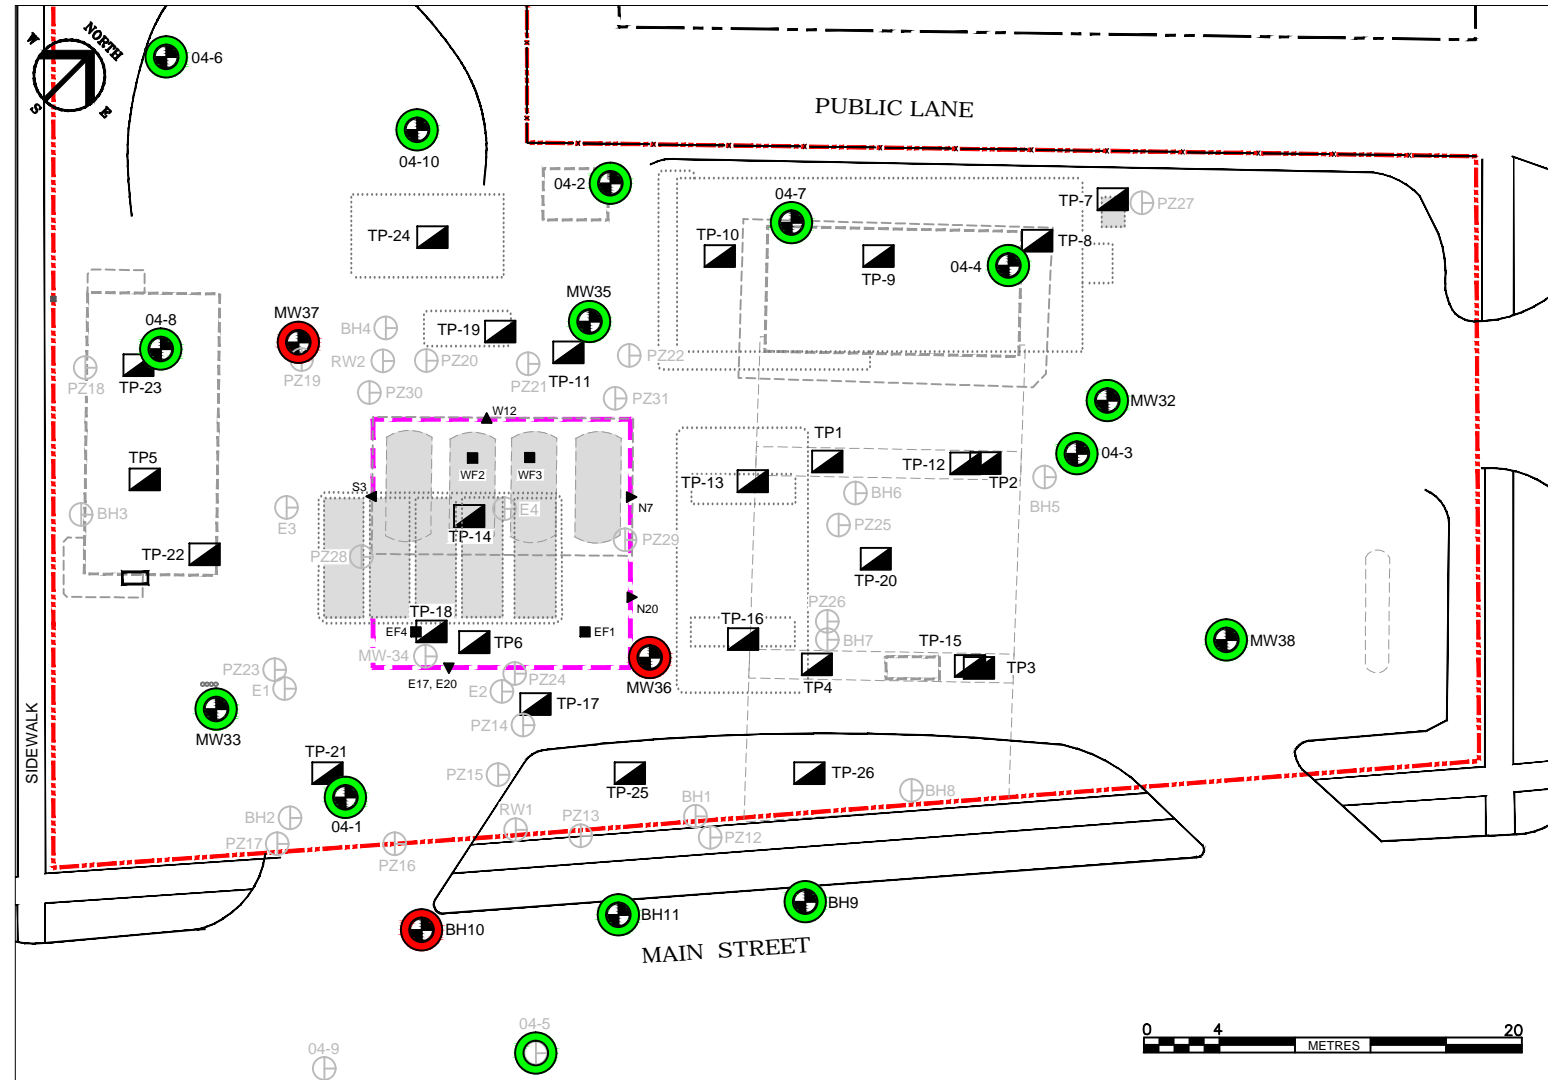 W
NORTH
S
E
04-6
04-10
PUBLIC LANE
04-2
04-7
TP-7
PZ27
TP-24
TP-10
TP-8
TP-9
04-4
MW35
MW37
04-8
BH4
TP-19
RW2
PZ20
PZ22
PZ18
TP-23
PZ19
PZ21
TP-11
PZ30
PZ31
MW32
W12
TP1
04-3
TP5
WF2
WF3
TP-12
TP2
TP-13
S3
BH6
BH5
BH3
E3
E4
N7
TP-14
PZ25
PZ29
TP-22
PZ28
TP-20
N20
PZ26
TP-18
TP-16
EF4
TP6
EF1
BH7
TP-15
MW38
MW-34
PZ23
PZ24
MW36
TP4
TP3
E17, E20
E1
E2
TP-17
MW33
PZ14
SIDEWALK
TP-21
PZ15
TP-25
TP-26
BH8
BH2
04-1
RW1
PZ13
BH1
PZ17
PZ16
PZ12
BH10
BH11
BH9
MAIN STREET
04-5
04-9
0 4 20
METRES